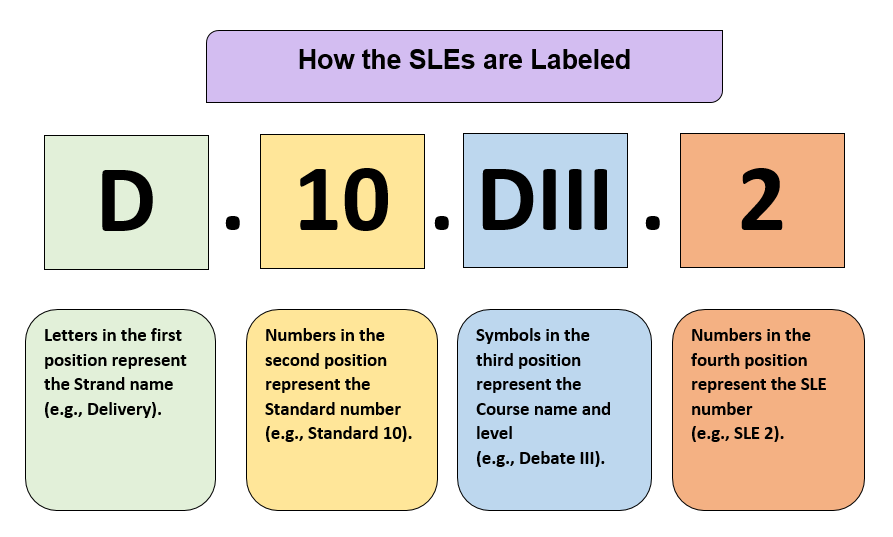 How the SLEs are Labeled
D . 10 . DIII . 2
Letters in the first
position represent
the Strand name
(e.g., Delivery).
Numbers in the
second position
represent the
Standard number
(e.g., Standard 10).
Symbols in the
third position
represent the
Course name and
level
(e.g., Debate III).
Numbers in the
fourth position
represent the SLE
number
(e.g., SLE 2).